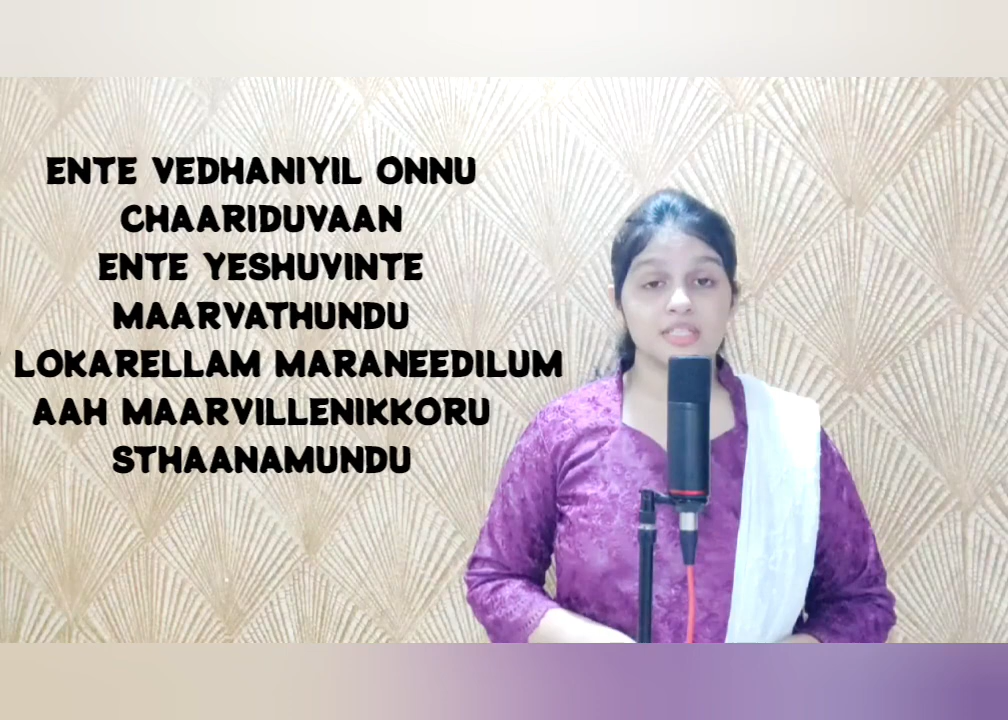 ENTE VEDHANIYIL ONNU
CHAARIDUVAAN
ENTE YESHUVINTE
MAARVATHUNDU
LOKARELLAM MARANEEDILUM
AAH MAARVILLENIKKORU
STHAANAMUNDU